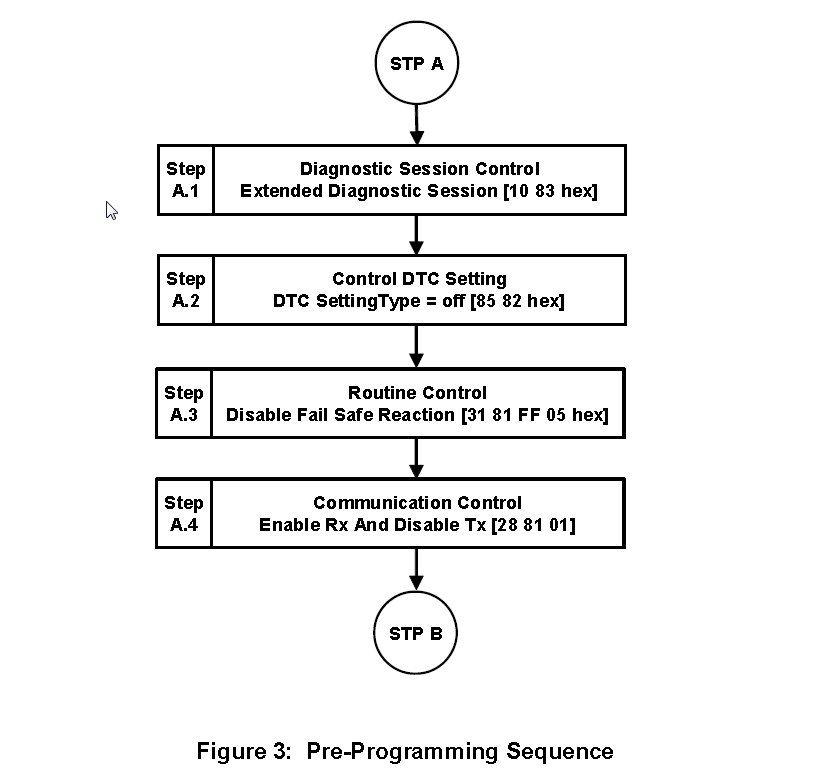 STP A
Step
A.1
Diagnostic Session Control
Extended Diagnostic Session [10 83 hex]
Step
A.2
Control DTC Setting
DTC SettingType = off [85 82 hex]
Step
A.3
Routine Control
Disable Fail Safe Reaction [31 81 FF 05 hex]
Step
A.4
Communication Control
Enable Rx And Disable Tx [28 81 01]
STP B
Figure 3: Pre-Programming Sequence